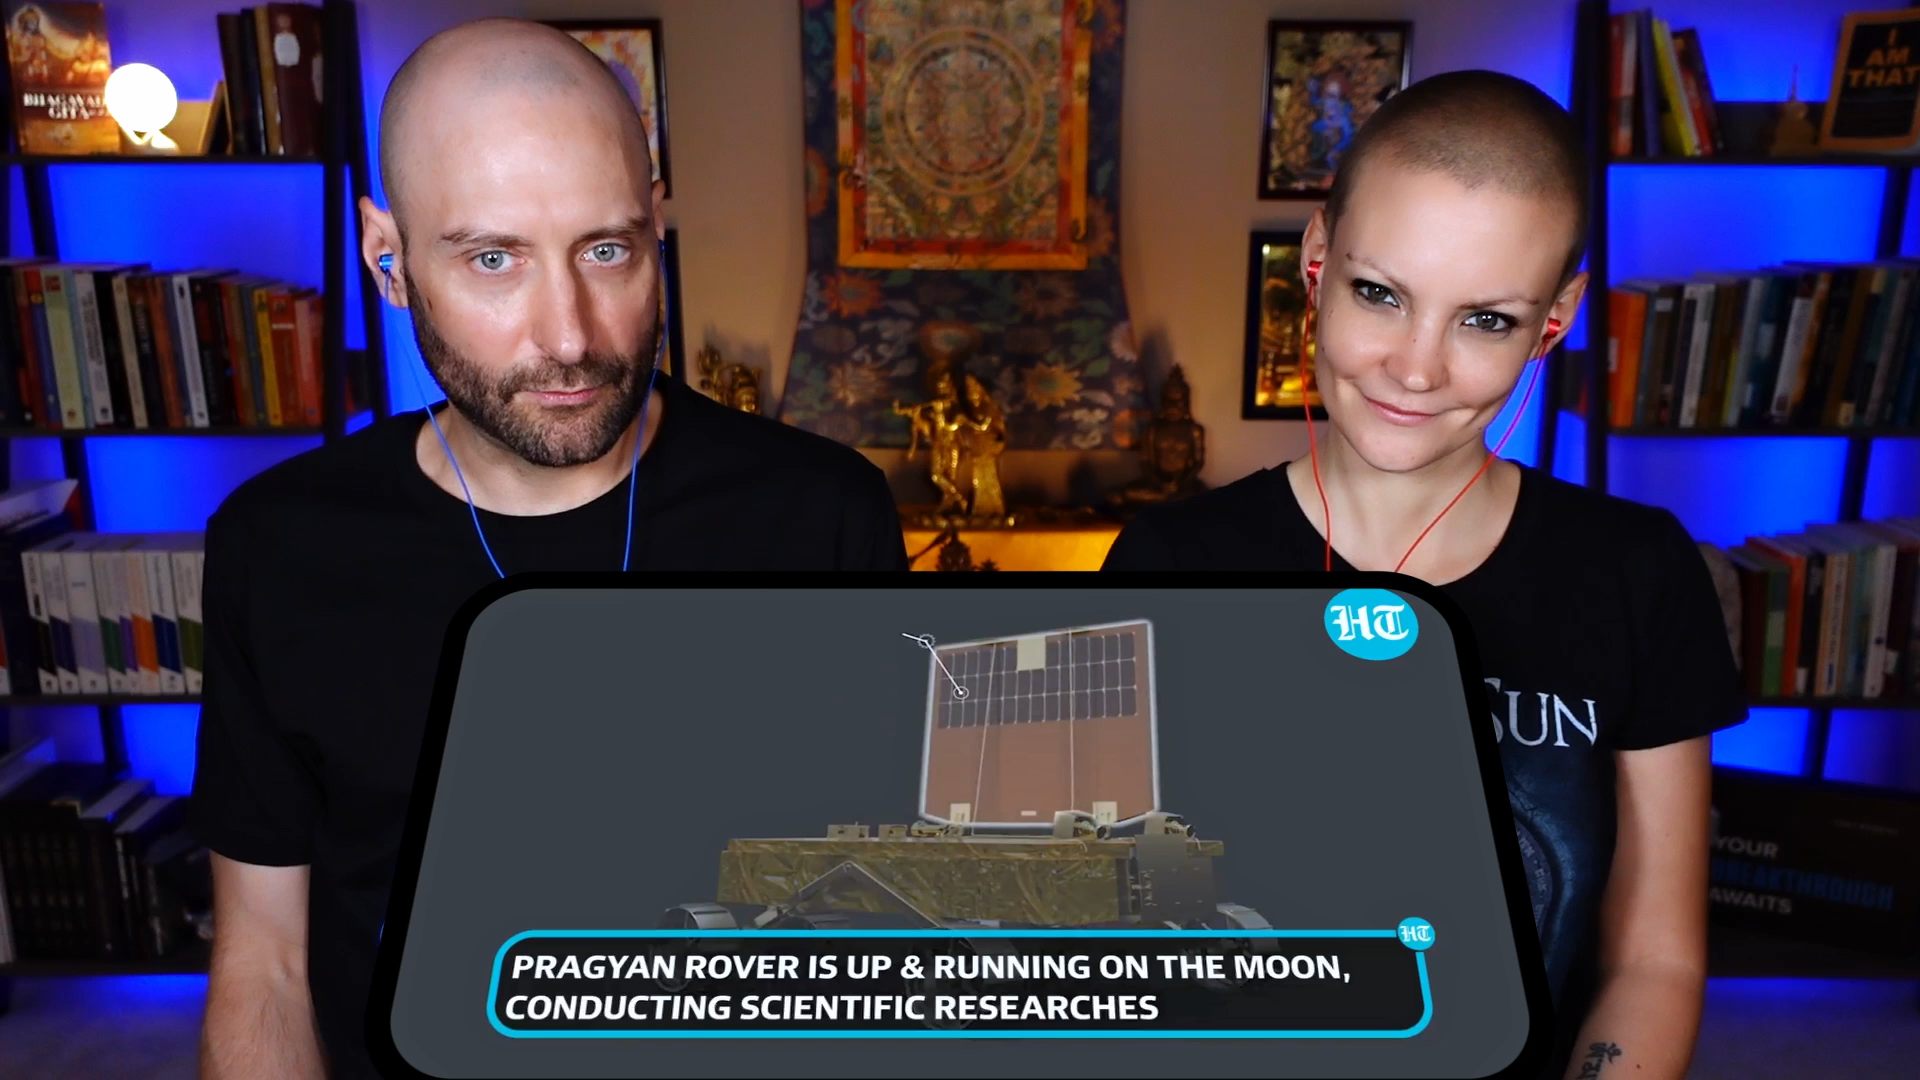 BHAGAVAD
GITA
I
AM
THAT
HT
SUN
YOUR
BREAKTHROUGH
AWAITS
HT
PRAGYAN ROVER IS UP & RUNNING ON THE MOON,
CONDUCTING SCIENTIFIC RESEARCHES